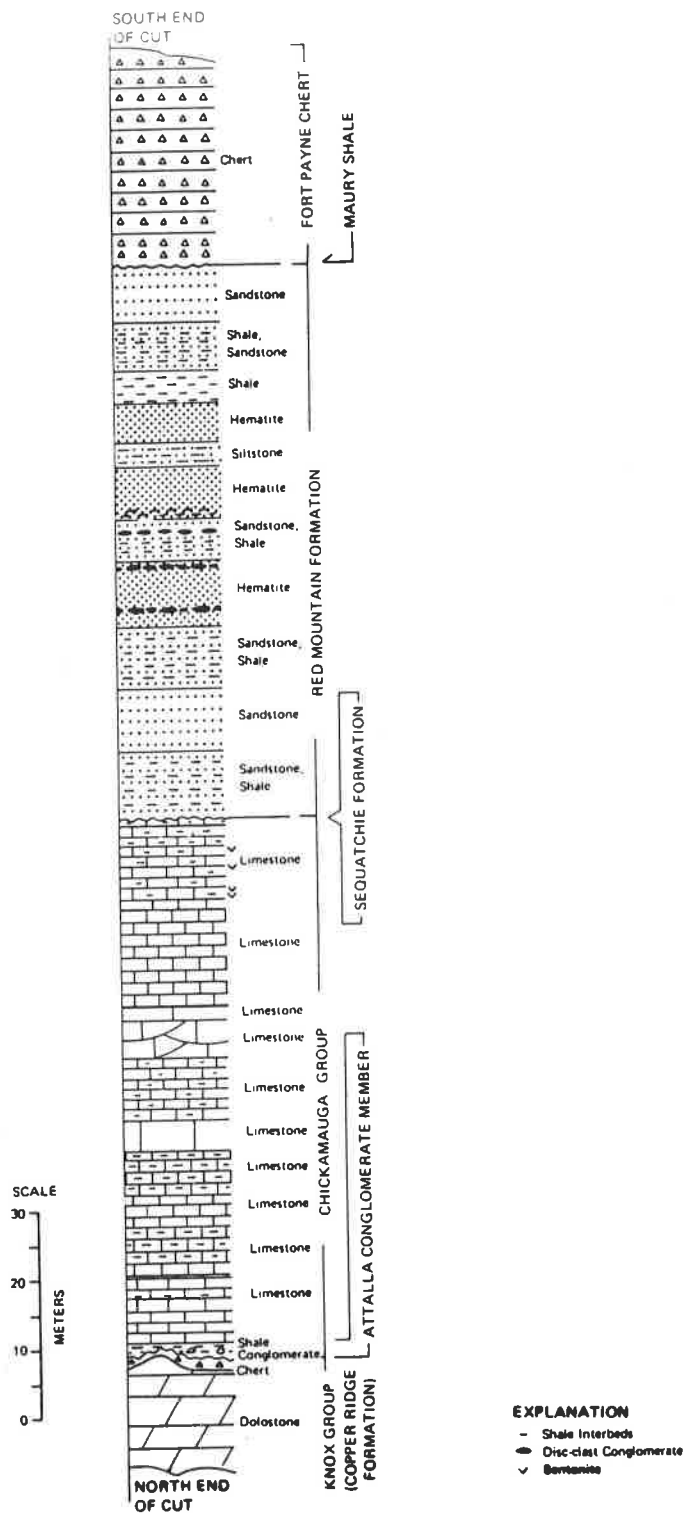 SOUTH END
OF CUT
Chert
FORT PAYNE CHERT
MAURY SHALE
Sandstone
Shale,
Sandstone
Shale
Hematite
Siltstone
Hematite
Sandstone,
Shale
Hematite
Sandstone,
Shale
Sandstone
Sandstone,
Shale
RED MOUNTAIN FORMATION
SEQUATCHIE FORMATION
Limestone
Limestone
Limestone
Limestone
Limestone
Limestone
Limestone
Limestone
Limestone
Limestone
Shale
Conglomerate
Chert
Dolostone
CHICKAMAUGA GROUP
ATTALLA CONGLOMERATE MEMBER
KNOX GROUP
(COPPER RIDGE
FORMATION)
NORTH END
OF CUT
SCALE
30
20
10
0
METERS
EXPLANATION
- Shale Interbeds
Disc-clast Conglomerate
Bentonite